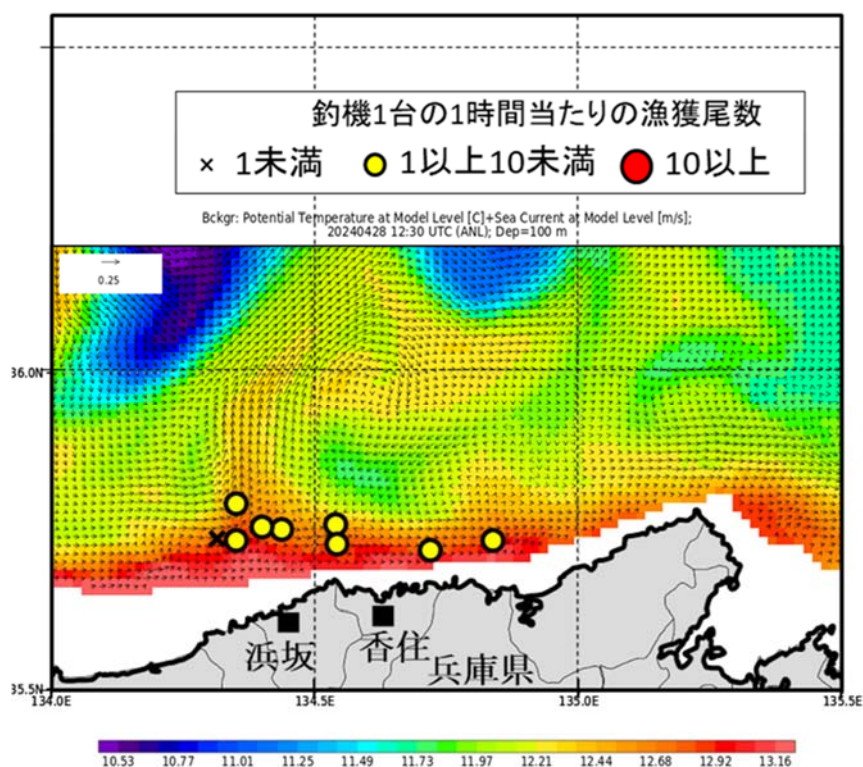 釣機1台の1時間当たりの漁獲尾数
× 1未満 1以上10未満 10以上
Bckgr: Potential Temperature at Model Level [C]+Sea Current at Model Level [m/s];
20240428 12:30 UTC (ANL); Dep=100 m
0.25
36.0N
浜坂
香住
兵庫県
35.5N
134.0E 134.5E 135.0E 135.5E
10.53 10.77 11.01 11.25 11.49 11.73 11.97 12.21 12.44 12.68 12.92 13.16